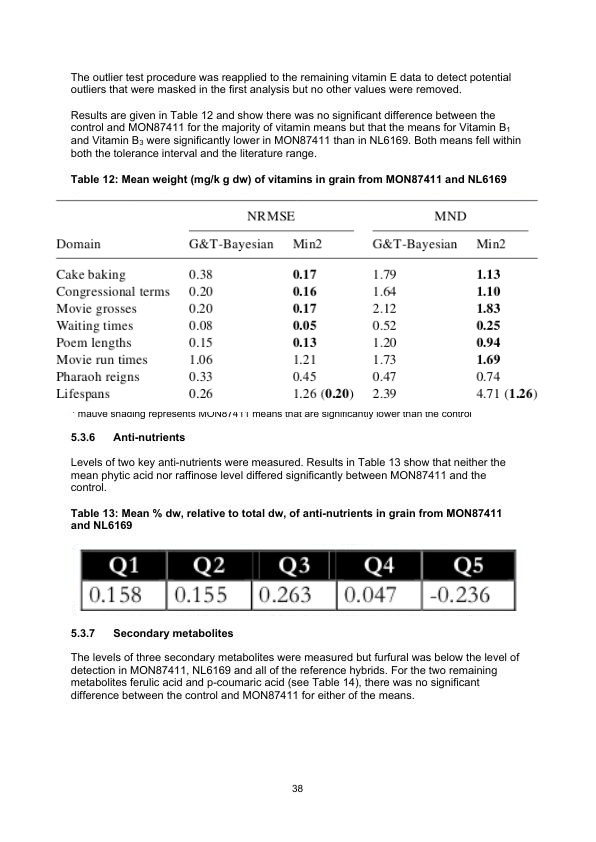 The outlier test procedure was reapplied to the remaining vitamin E data to detect potential
outliers that were masked in the first analysis but no other values were removed.
Results are given in Table 12 and show there was no significant difference between the
control and MON87411 for the majority of vitamin means but that the means for Vitamin B₁
and Vitamin B₃ were significantly lower in MON87411 than in NL6169. Both means fell within
both the tolerance interval and the literature range.
Table 12: Mean weight (mg/k g dw) of vitamins in grain from MON87411 and NL6169
NRMSE MND
Domain G&T-Bayesian Min2 G&T-Bayesian Min2
Cake baking 0.38 0.17 1.79 1.13
Congressional terms 0.20 0.16 1.64 1.10
Movie grosses 0.20 0.17 2.12 1.83
Waiting times 0.08 0.05 0.52 0.25
Poem lengths 0.15 0.13 1.20 0.94
Movie run times 1.06 1.21 1.73 1.69
Pharaoh reigns 0.33 0.45 0.47 0.74
Lifespans 0.26 1.26 (0.20) 2.39 4.71 (1.26)
mauve shading represents MON87411 means that are significantly lower than the control
5.3.6 Anti-nutrients
Levels of two key anti-nutrients were measured. Results in Table 13 show that neither the
mean phytic acid nor raffinose level differed significantly between MON87411 and the
control.
Table 13: Mean % dw, relative to total dw, of anti-nutrients in grain from MON87411
and NL6169
Q1 Q2 Q3 Q4 Q5
0.158 0.155 0.263 0.047 -0.236
5.3.7 Secondary metabolites
The levels of three secondary metabolites were measured but furfural was below the level of
detection in MON87411, NL6169 and all of the reference hybrids. For the two remaining
metabolites ferulic acid and p-coumaric acid (see Table 14), there was no significant
difference between the control and MON87411 for either of the means.
38